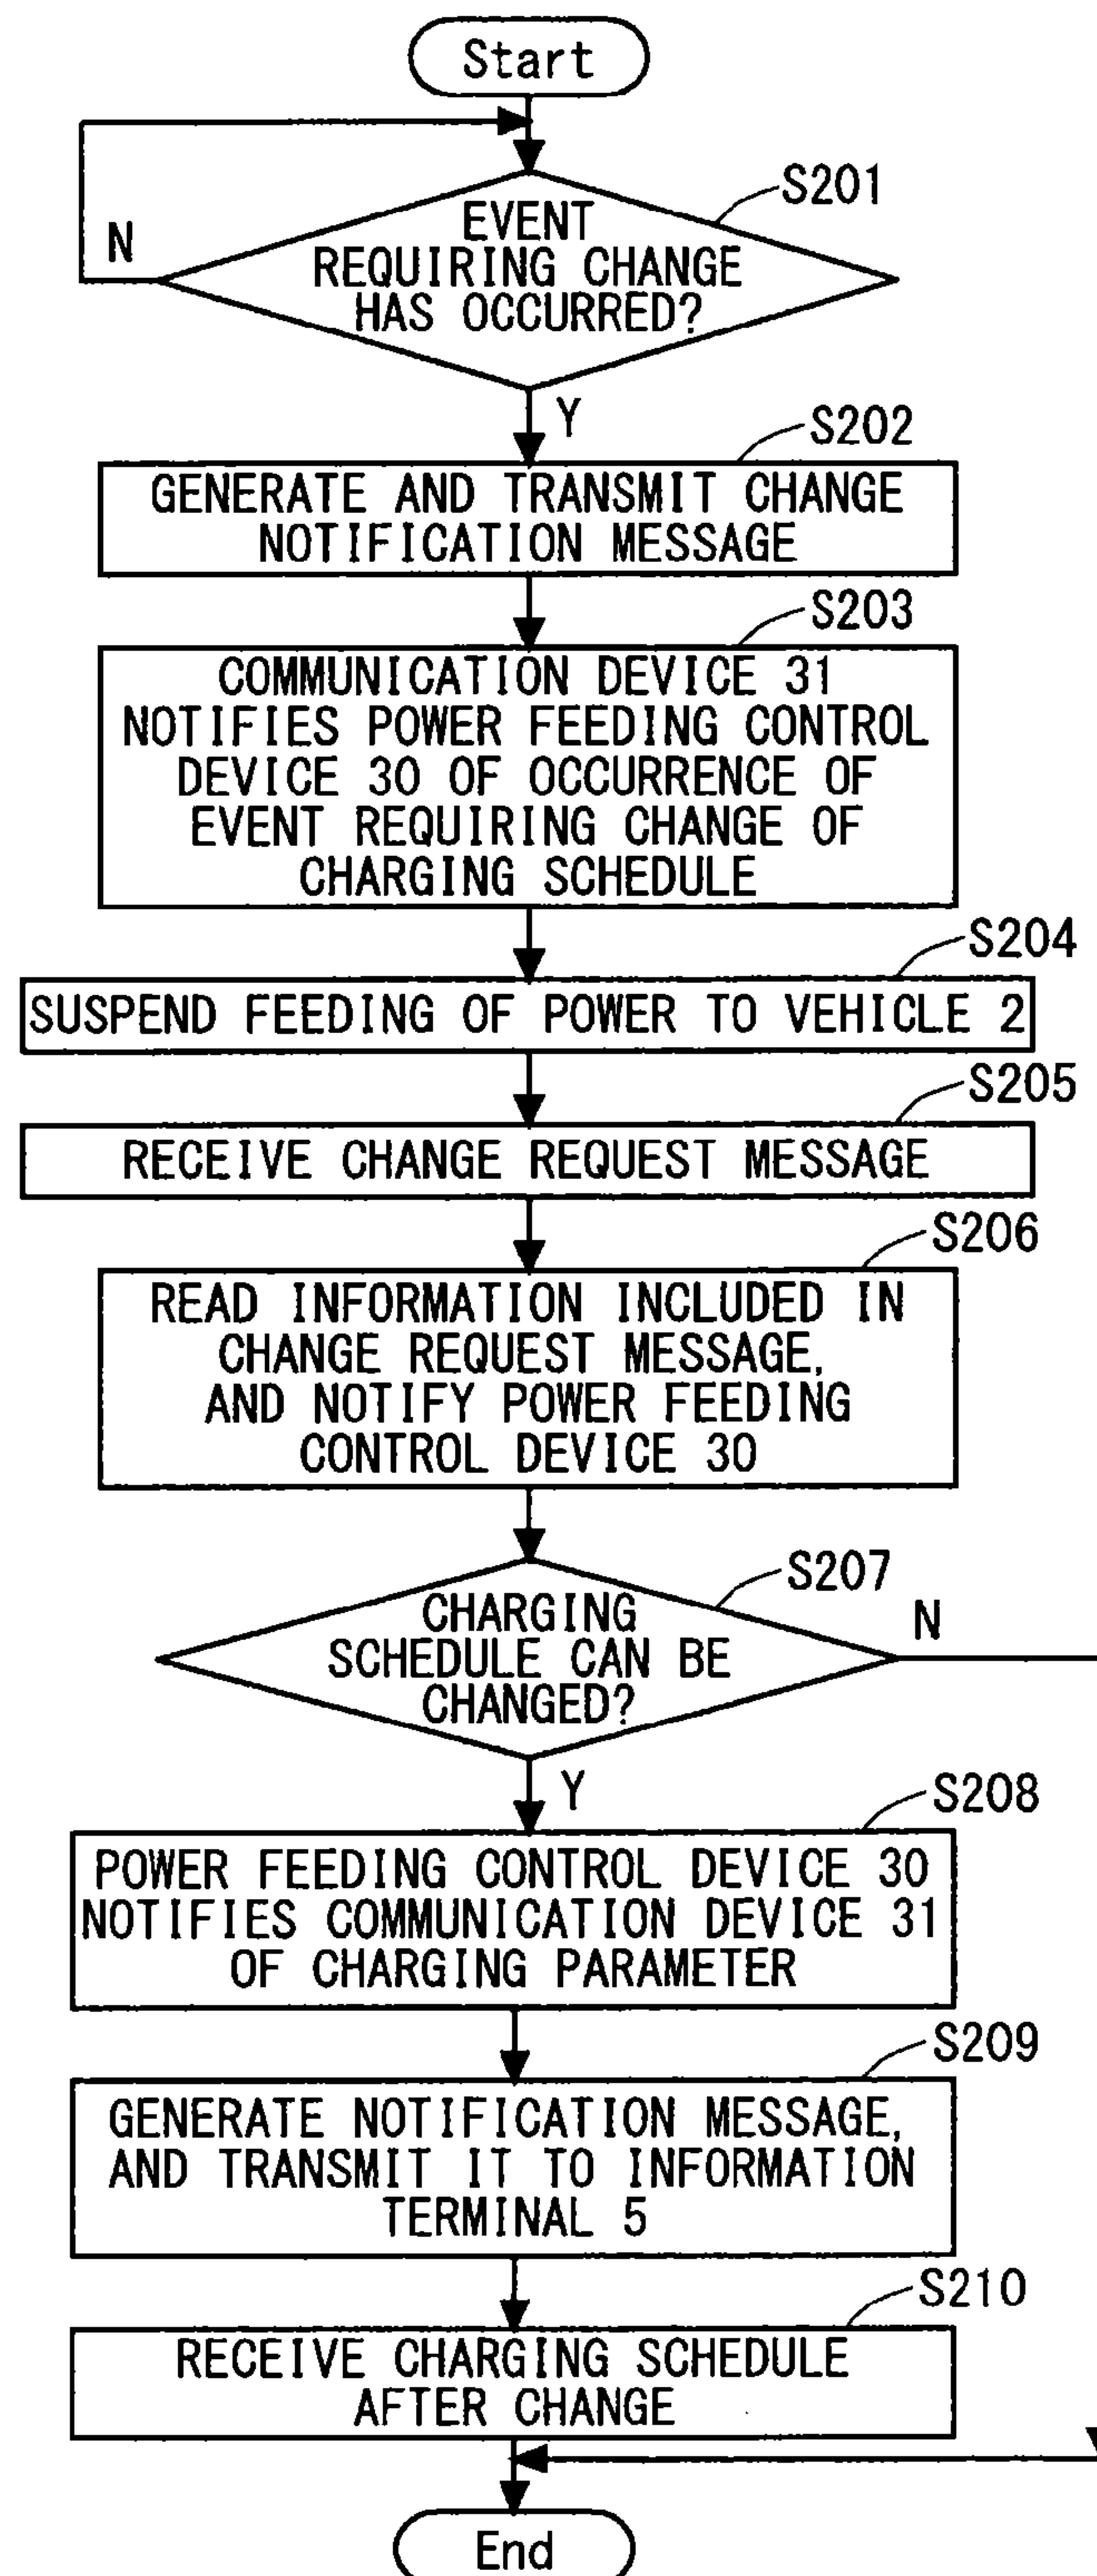 Start
S201
EVENT
REQUIRING CHANGE
HAS OCCURRED?
N
Y
S202
GENERATE AND TRANSMIT CHANGE
NOTIFICATION MESSAGE
S203
COMMUNICATION DEVICE 31
NOTIFIES POWER FEEDING CONTROL
DEVICE 30 OF OCCURRENCE OF
EVENT REQUIRING CHANGE OF
CHARGING SCHEDULE
S204
SUSPEND FEEDING OF POWER TO VEHICLE 2
S205
RECEIVE CHANGE REQUEST MESSAGE
S206
READ INFORMATION INCLUDED IN
CHANGE REQUEST MESSAGE,
AND NOTIFY POWER FEEDING
CONTROL DEVICE 30
S207
CHARGING
SCHEDULE CAN BE
CHANGED?
N
Y
S208
POWER FEEDING CONTROL DEVICE 30
NOTIFIES COMMUNICATION DEVICE 31
OF CHARGING PARAMETER
S209
GENERATE NOTIFICATION MESSAGE,
AND TRANSMIT IT TO INFORMATION
TERMINAL 5
S210
RECEIVE CHARGING SCHEDULE
AFTER CHANGE
End